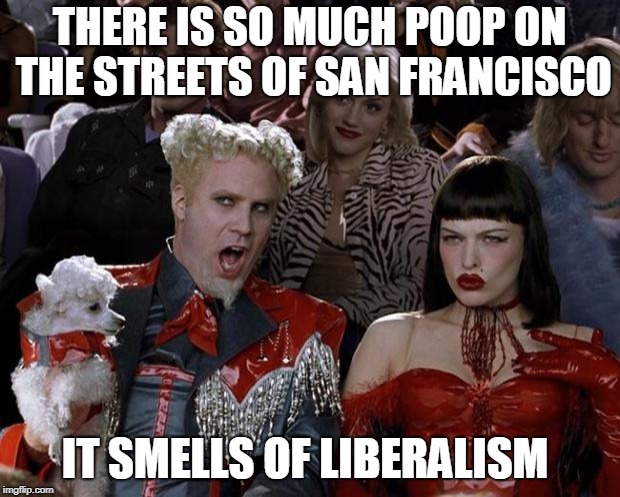 THERE IS SO MUCH POOP ON
THE STREETS OF SAN FRANCISCO
M
IT SMELLS OF LIBERALISM
imgflip.com